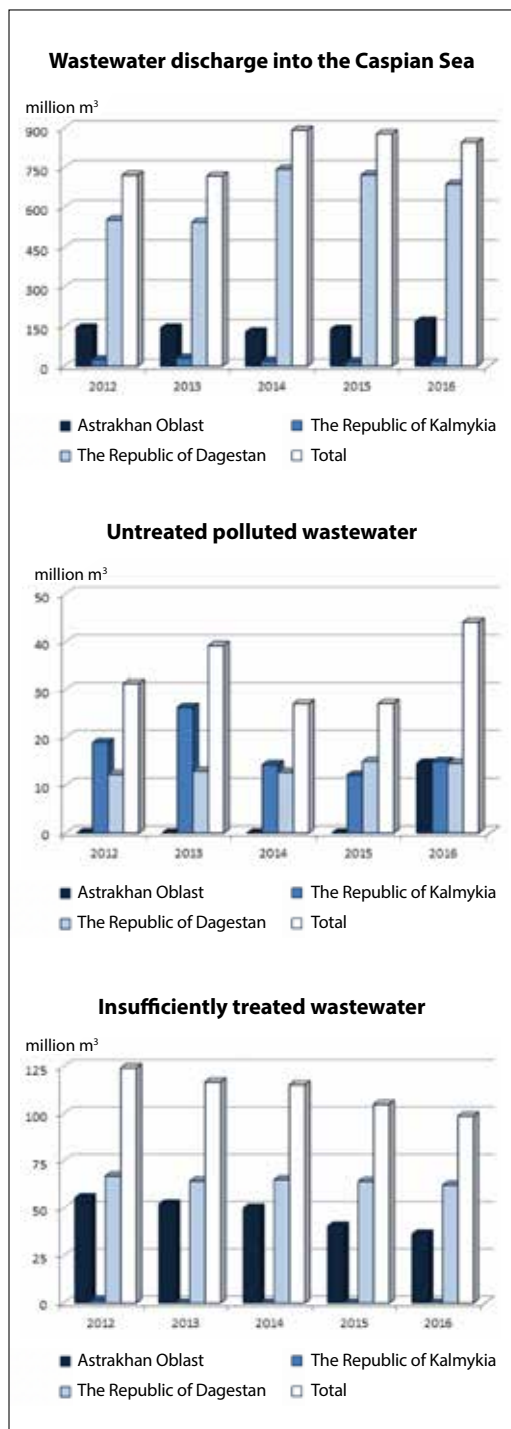 Wastewater discharge into the Caspian Sea
million m³
900
750
600
450
300
150
0
2012 2013 2014 2015 2016
Astrakhan Oblast The Republic of Kalmykia
The Republic of Dagestan Total
Untreated polluted wastewater
million m³
50
40
30
20
10
0
2012 2013 2014 2015 2016
Astrakhan Oblast The Republic of Kalmykia
The Republic of Dagestan Total
Insufficiently treated wastewater
million m³
125
100
75
50
25
0
2012 2013 2014 2015 2016
Astrakhan Oblast The Republic of Kalmykia
The Republic of Dagestan Total